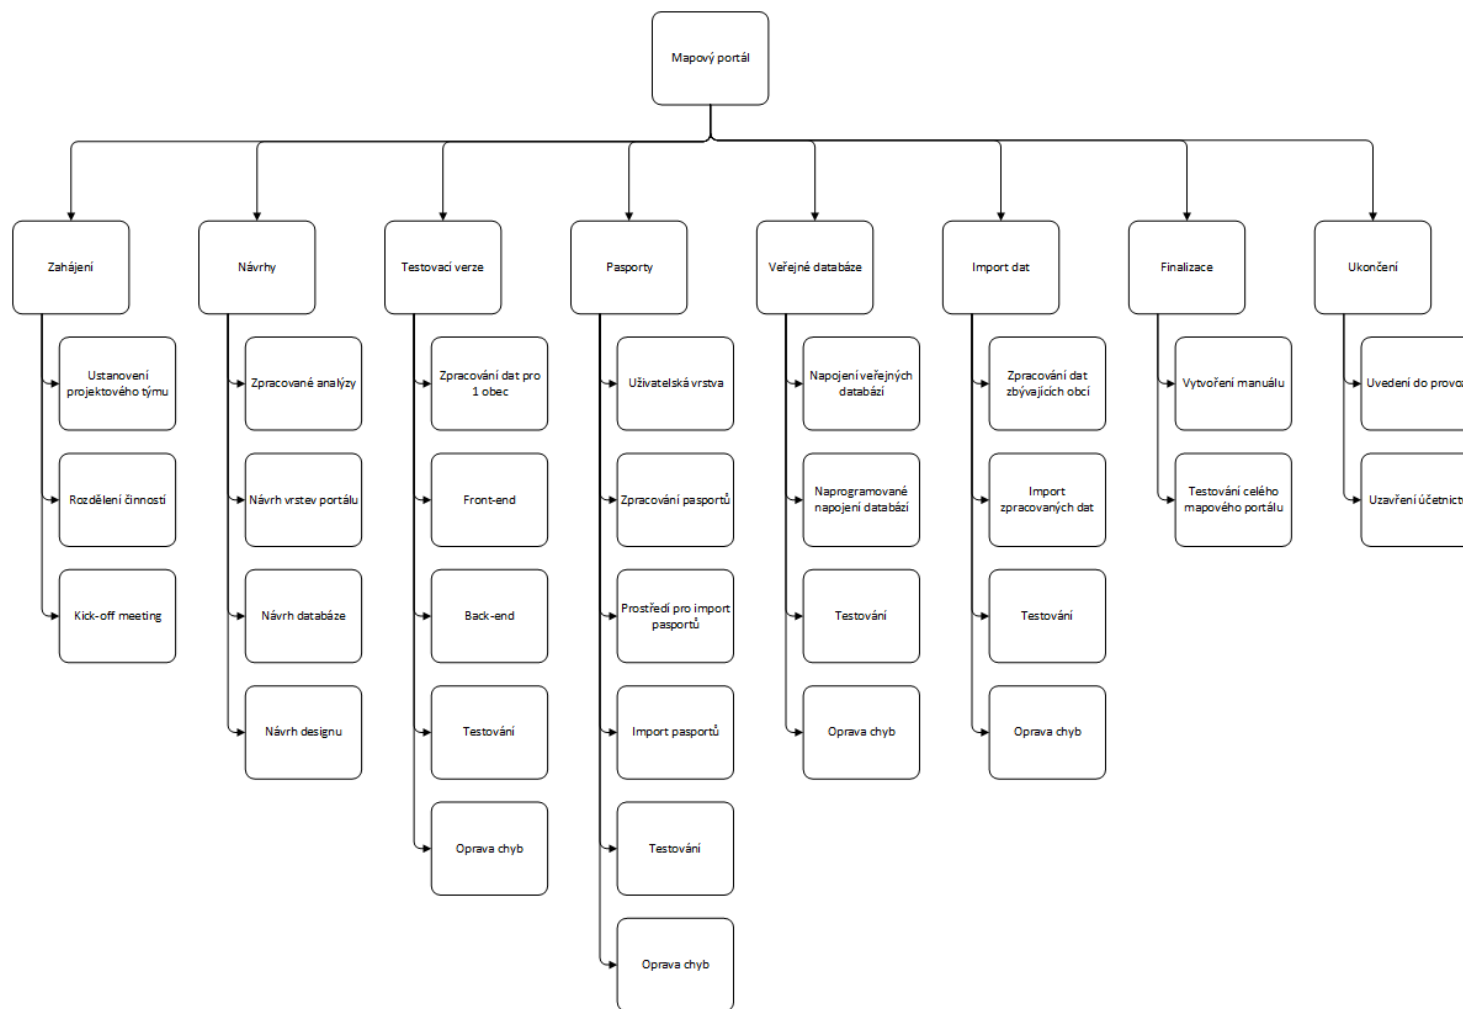 Mapový portál
Zahájení
Návrhy
Testovací verze
Pasporty
Veřejné databáze
Import dat
Finalizace
Ukončení
Ustanovení
projektového týmu
Zpracované analýzy
Zpracování dat pro
1 obec
Uživatelská vrstva
Napojení veřejných
databází
Zpracování dat
zbývajících obcí
Vytvoření manuálu
Uvedení do provoz
Rozdělení činností
Návrh vrstev portálu
Front-end
Zpracování pasportů
Naprogramované
napojení databází
Import
zpracovaných dat
Testování celého
mapového portálu
Uzavření účetnictv
Kick-off meeting
Návrh databáze
Back-end
Prostředí pro import
pasportů
Testování
Testování
Návrh designu
Testování
Import pasportů
Oprava chyb
Oprava chyb
Oprava chyb
Testování
Oprava chyb